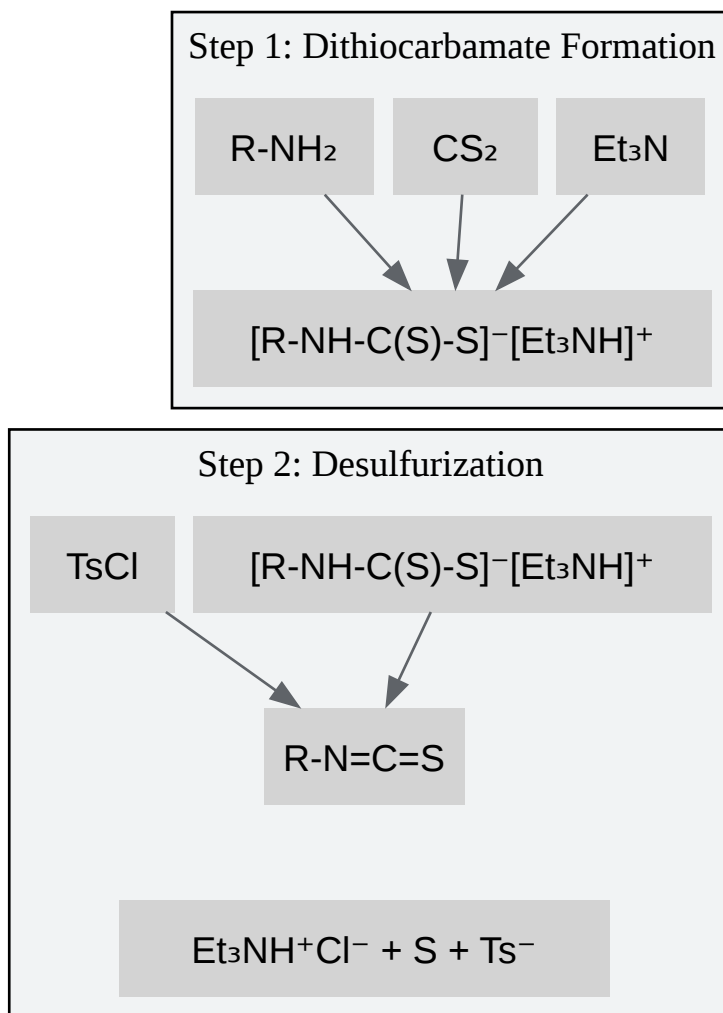 Step 1: Dithiocarbamate Formation
R-NH₂ CS₂ Et₃N
[R-NH-C(S)-S]⁻[Et₃NH]⁺
Step 2: Desulfurization
TsCl [R-NH-C(S)-S]⁻[Et₃NH]⁺
R-N=C=S
Et₃NH⁺Cl⁻ + S + Ts⁻